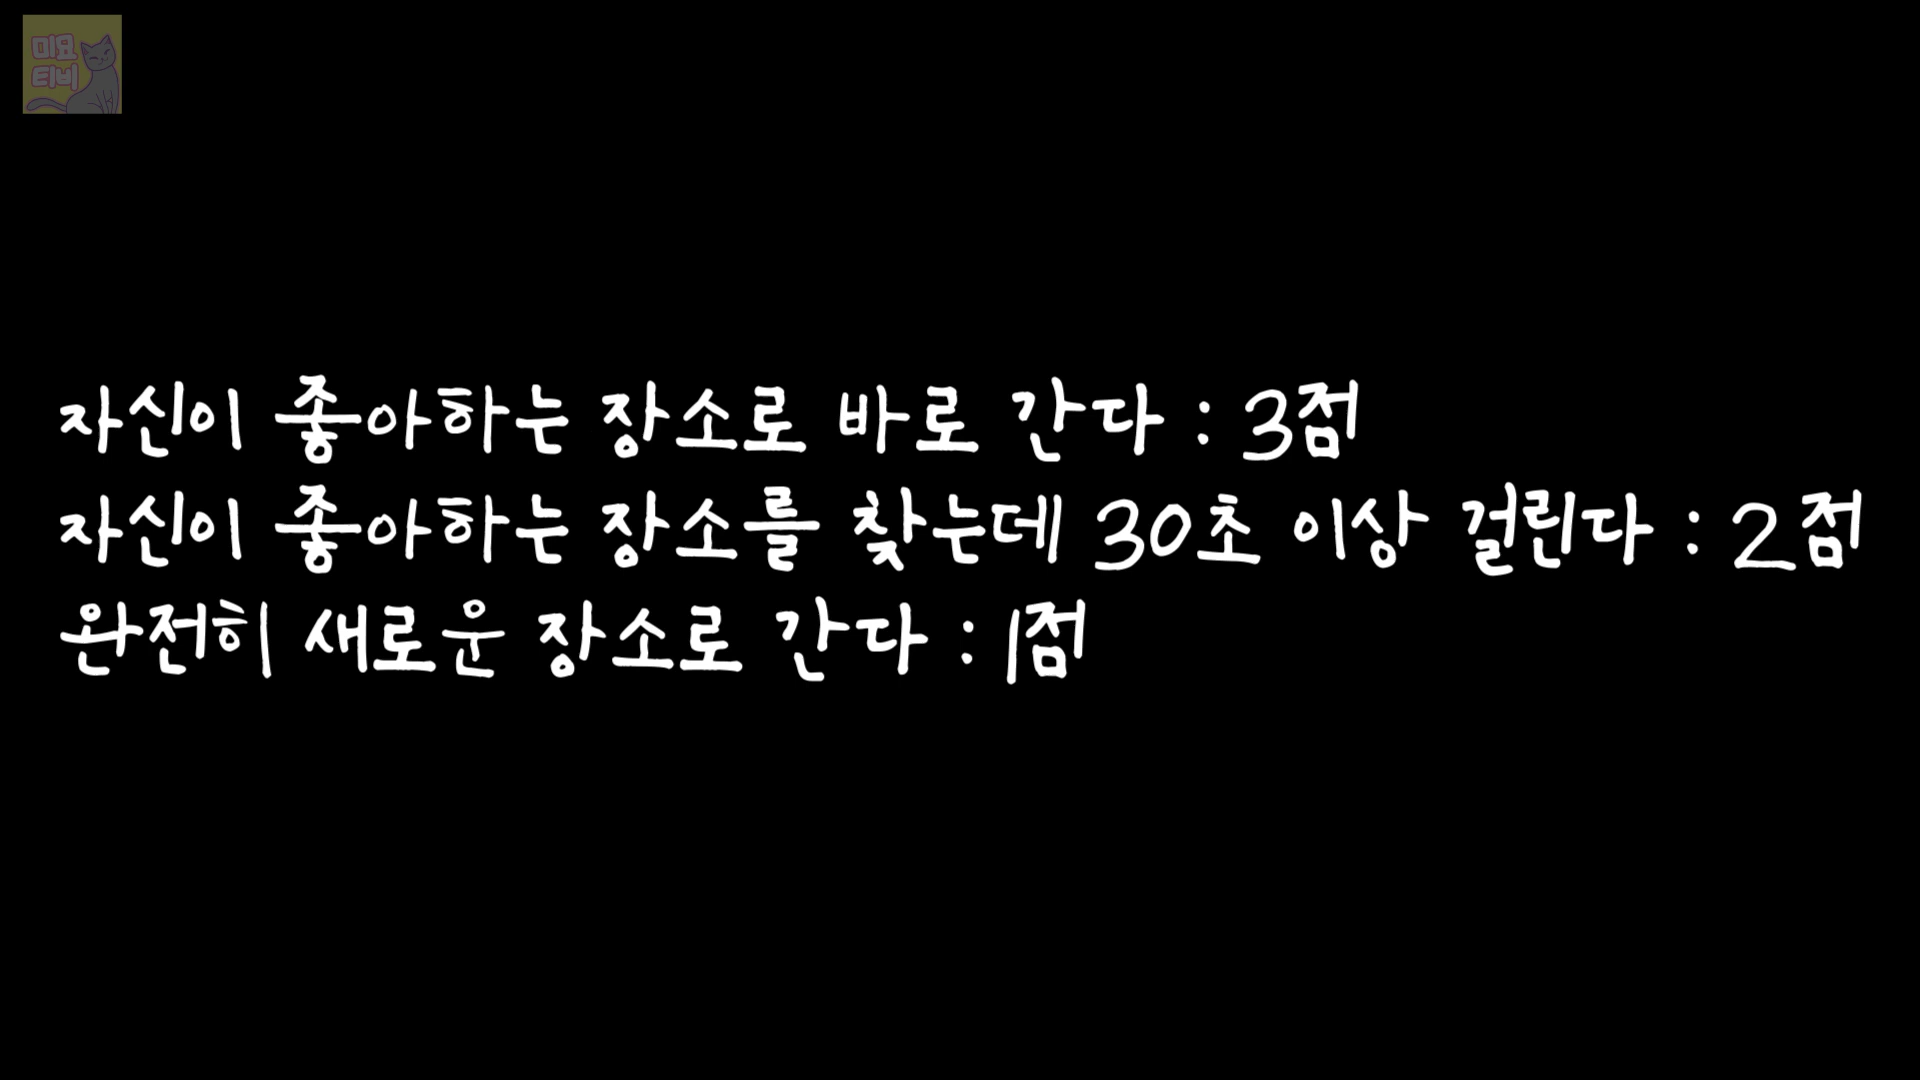 미묘
티비
자신이 좋아하는 장소로 바로 간다 : 3점
자신이 좋아하는 장소를 찾는데 30초 이상 걸린다 : 2점
완전히 새로운 장소로 간다 : 1점